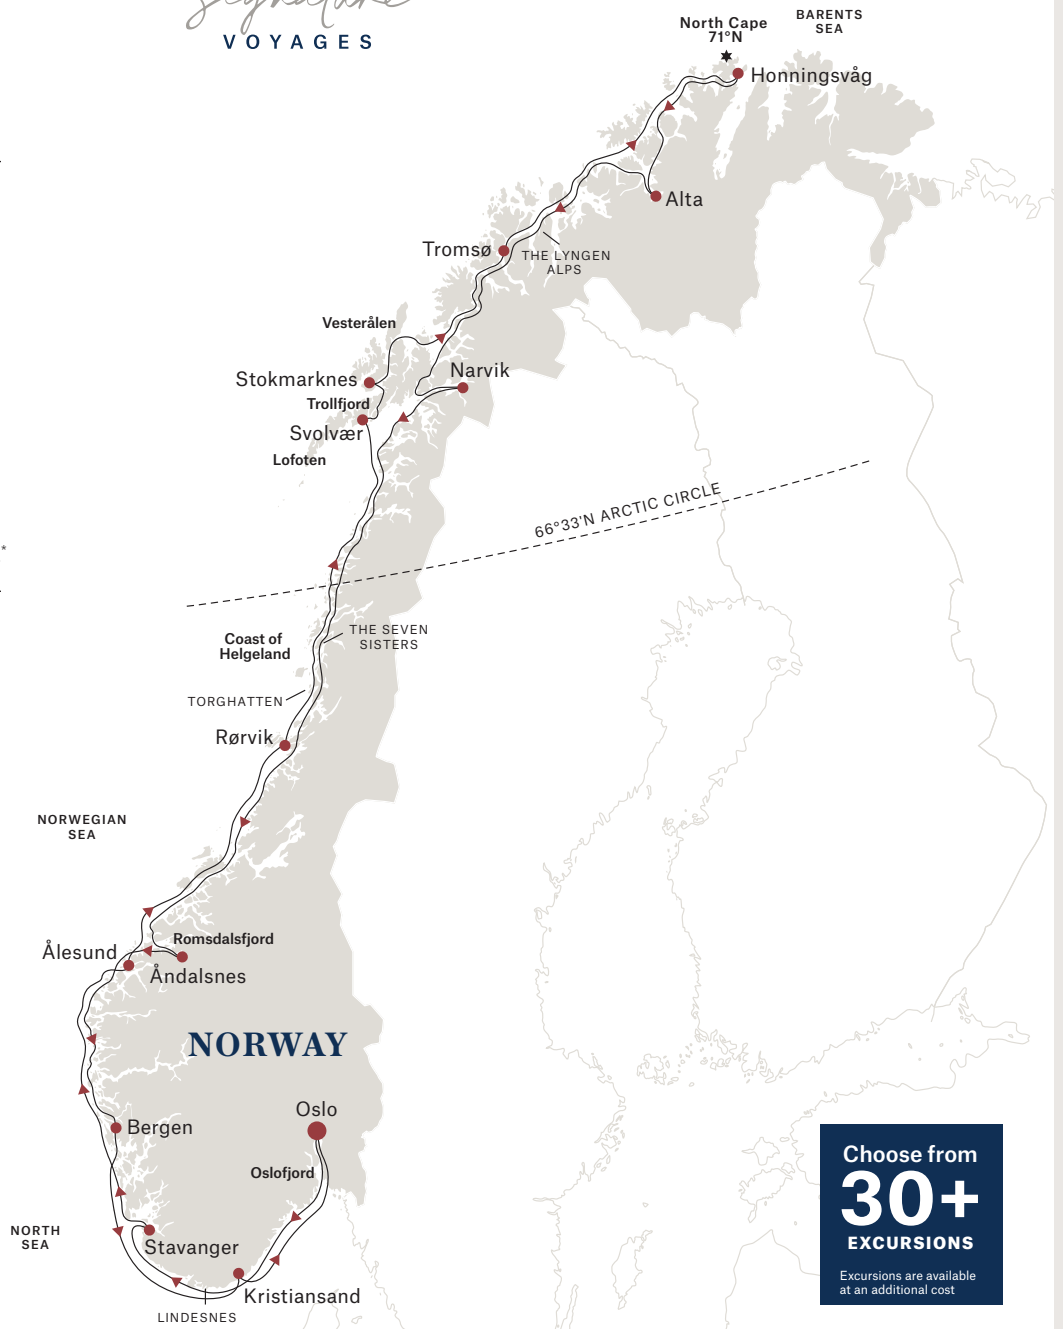 Signature
VOYAGES
North Cape
71°N
BARENTS
SEA
Honningsvåg
Alta
Tromsø
THE LYNGEN
ALPS
Vesterålen
Narvik
Stokmarknes
Trollfjord
Svolvær
Lofoten
66°33'N ARCTIC CIRCLE
THE SEVEN
SISTERS
Coast of
Helgeland
TORGHATTEN
Rørvik
NORWEGIAN
SEA
Romsdalsfjord
Ålesund
Åndalsnes
NORWAY
Oslo
Bergen
Oslofjord
NORTH
SEA
Stavanger
Kristiansand
LINDESNES
Choose from
30+
EXCURSIONS
Excursions are available
at an additional cost
*